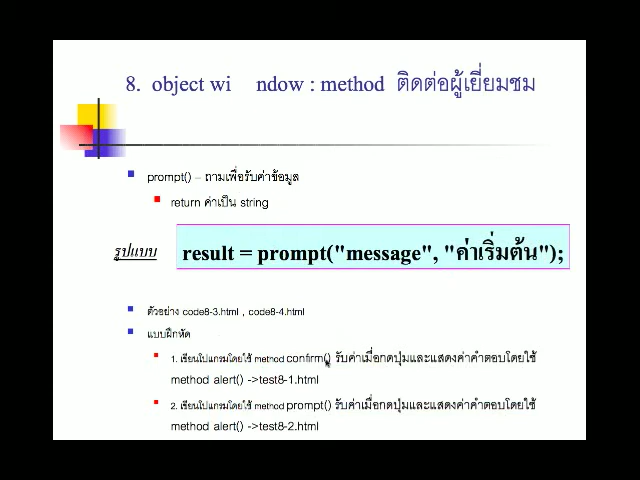 8. object wi ndow : method ติดต่อผู้เยี่ยมชม
prompt() – ถามเพื่อรับค่าข้อมูล
return ค่าเป็น string
รูปแบบ result = prompt("message", "ค่าเริ่มต้น");
ตัวอย่าง code8-3.html , code8-4.html
แบบฝึกหัด
1. เขียนโปรแกรมโดยใช้ method confirm() รับค่าเมื่อกดปุ่มและแสดงค่าคำตอบโดยใช้
method alert() ->test8-1.html
2. เขียนโปรแกรมโดยใช้ method prompt() รับค่าเมื่อกดปุ่มและแสดงค่าคำตอบโดยใช้
method alert() ->test8-2.html